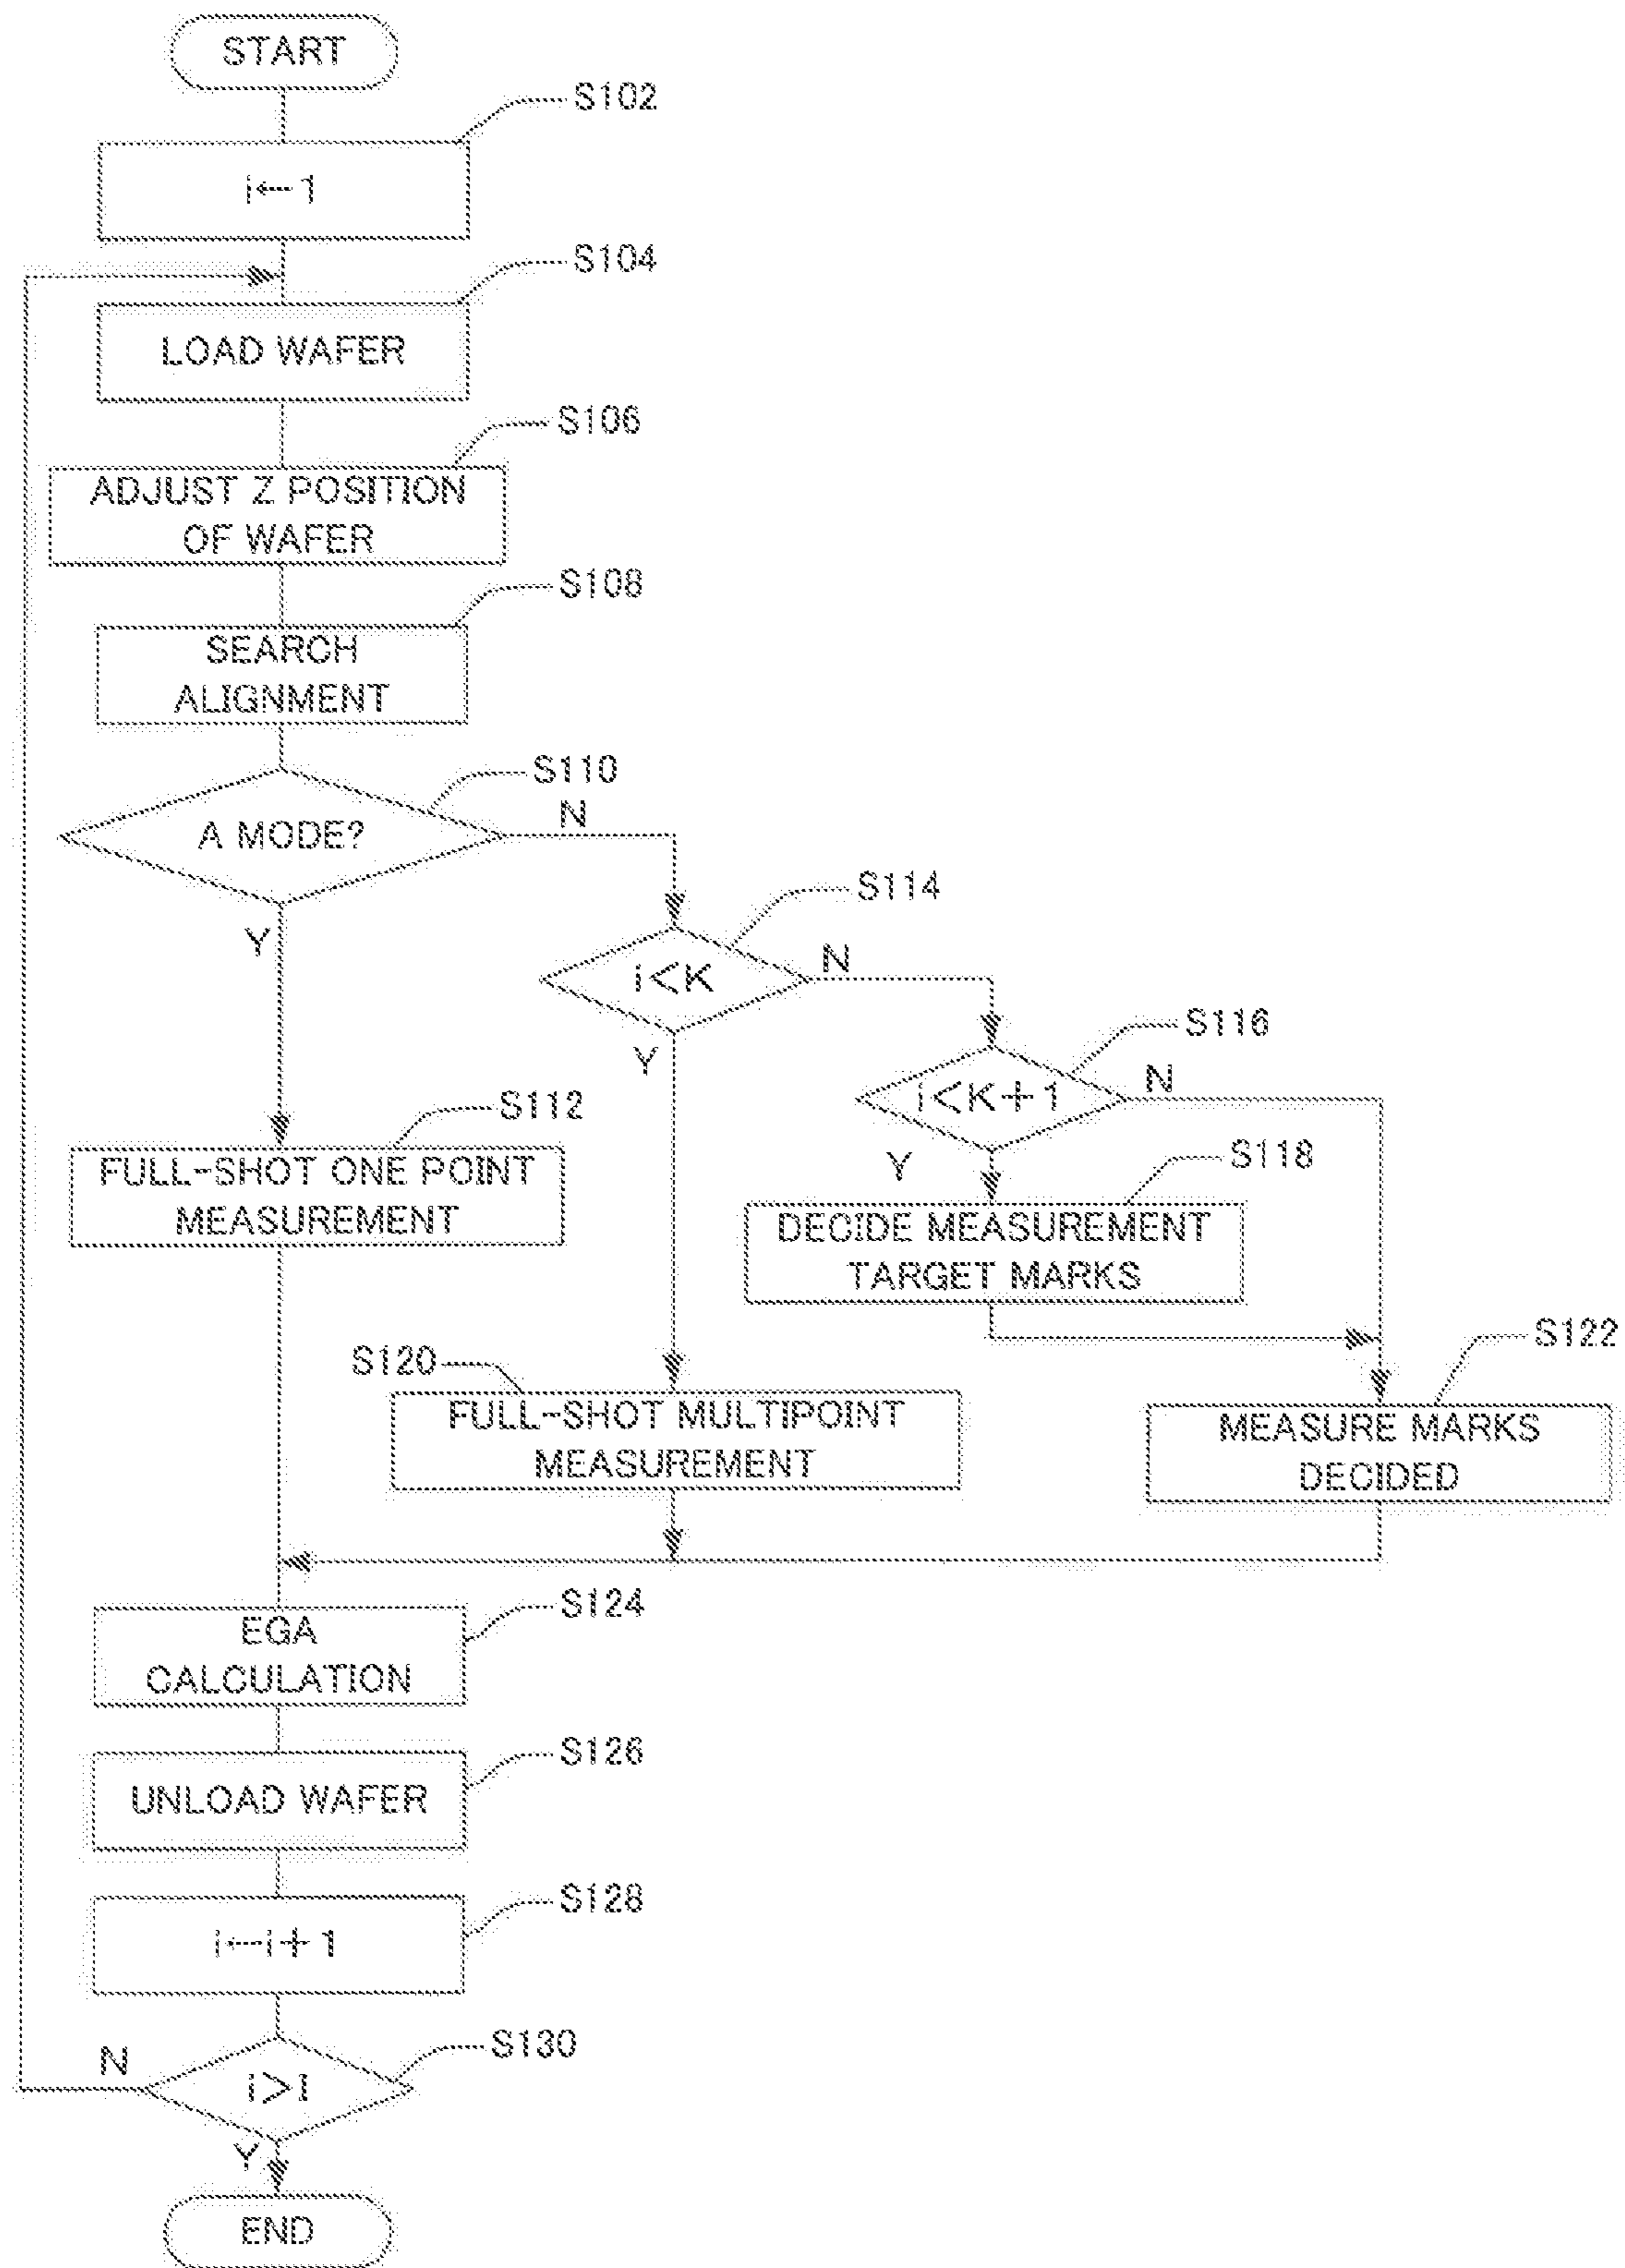 START
S102
i←1
S104
LOAD WAFER
S106
ADJUST Z POSITION
OF WAFER
S108
SEARCH
ALIGNMENT
S110
A MODE?
N
Y
S114
i<K
N
Y
S116
i<K+1
N
Y
S112
FULL-SHOT ONE POINT
MEASUREMENT
S118
DECIDE MEASUREMENT
TARGET MARKS
S120
FULL-SHOT MULTIPOINT
MEASUREMENT
S122
MEASURE MARKS
DECIDED
S124
EGA
CALCULATION
S126
UNLOAD WAFER
S128
i←i+1
S130
i>I
N
Y
END